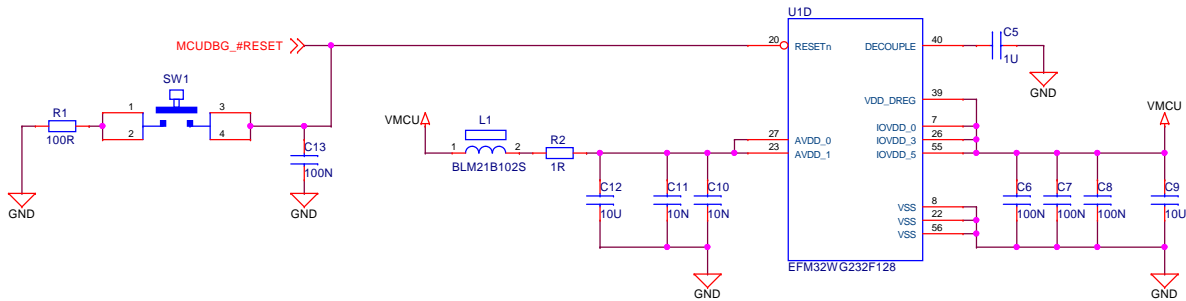 U1D
MCUDBG_#RESET
20
RESETn
DECOUPLE
40
C5
1U
GND
SW1
R1
100R
1
2
3
4
C13
100N
GND
GND
VMCU
L1
1
2
BLM21B102S
R2
1R
27
23
AVDD_0
AVDD_1
C12
10U
C11
10N
C10
10N
GND
VDD_DREG
39
IOVDD_0
7
IOVDD_3
26
IOVDD_5
55
VMCU
VSS
8
VSS
22
VSS
56
C6
100N
C7
100N
C8
100N
C9
10U
GND
EFM32WG232F128